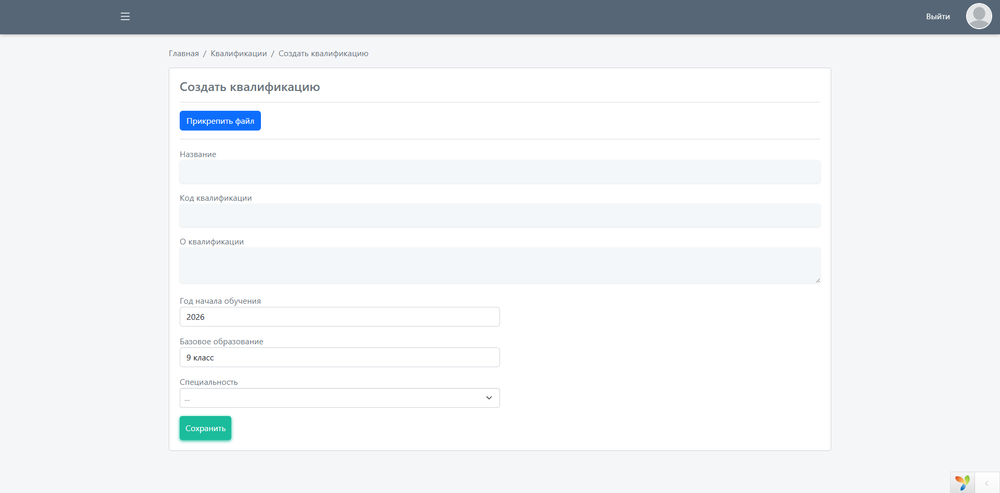 Выйти
Главная / Квалификации / Создать квалификацию
Создать квалификацию
Прикрепить файл
Название
Код квалификации
О квалификации
Год начала обучения
2026
Базовое образование
9 класс
Специальность
...
Сохранить